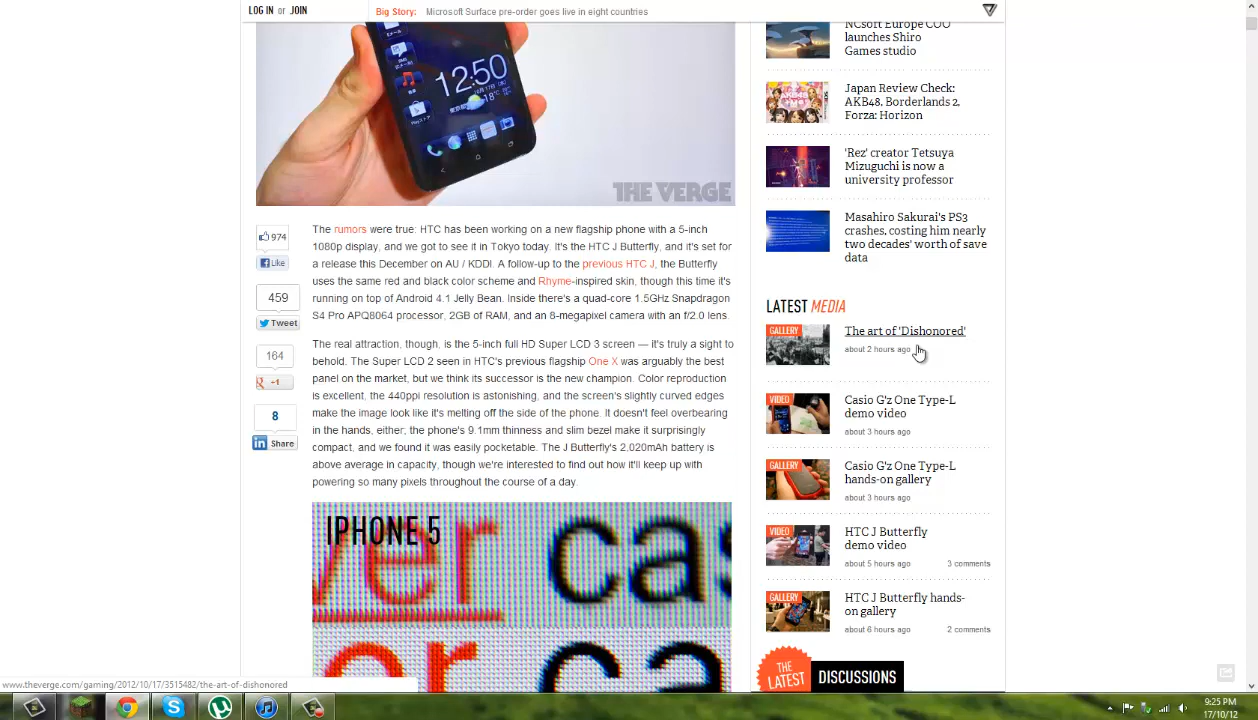 LOG IN or JOIN
Big Story: Microsoft Surface pre-order goes live in eight countries
12:50
18°C
THE VERGE
974
Like
459
Tweet
164
+1
8
Share
The rumors were true: HTC has been working on a new flagship phone with a 5-inch
1080p display, and we got to see it in Tokyo today. It's the HTC J Butterfly, and it's set for
a release this December on AU / KDDI. A follow-up to the previous HTC J, the Butterfly
uses the same red and black color scheme and Rhyme-inspired skin, though this time it's
running on top of Android 4.1 Jelly Bean. Inside there's a quad-core 1.5GHz Snapdragon
S4 Pro APQ8064 processor, 2GB of RAM, and an 8-megapixel camera with an f/2.0 lens.
The real attraction, though, is the 5-inch full HD Super LCD 3 screen — it's truly a sight to
behold. The Super LCD 2 seen in HTC's previous flagship One X was arguably the best
panel on the market, but we think its successor is the new champion. Color reproduction
is excellent, the 440ppi resolution is astonishing, and the screen's slightly curved edges
make the image look like it's melting off the side of the phone. It doesn't feel overbearing
in the hands, either; the phone's 9.1mm thinness and slim bezel make it surprisingly
compact, and we found it was easily pocketable. The J Butterfly's 2,020mAh battery is
above average in capacity, though we're interested to find out how it'll keep up with
powering so many pixels throughout the course of a day.
IPHONE 5
ver cas
er ca
NCsoft Europe COO
launches Shiro
Games studio
Japan Review Check:
AKB48, Borderlands 2,
Forza: Horizon
'Rez' creator Tetsuya
Mizuguchi is now a
university professor
Masahiro Sakurai's PS3
crashes, costing him nearly
two decades' worth of save
data
LATEST MEDIA
GALLERY
The art of 'Dishonored'
about 2 hours ago
VIDEO
Casio G'z One Type-L
demo video
about 3 hours ago
GALLERY
Casio G'z One Type-L
hands-on gallery
about 3 hours ago
VIDEO
HTC J Butterfly
demo video
about 5 hours ago 3 comments
GALLERY
HTC J Butterfly hands-
on gallery
about 6 hours ago 2 comments
THE LATEST
DISCUSSIONS
www.theverge.com/gaming/2012/10/17/3515482/the-art-of-dishonored
9:25 PM
17/10/12